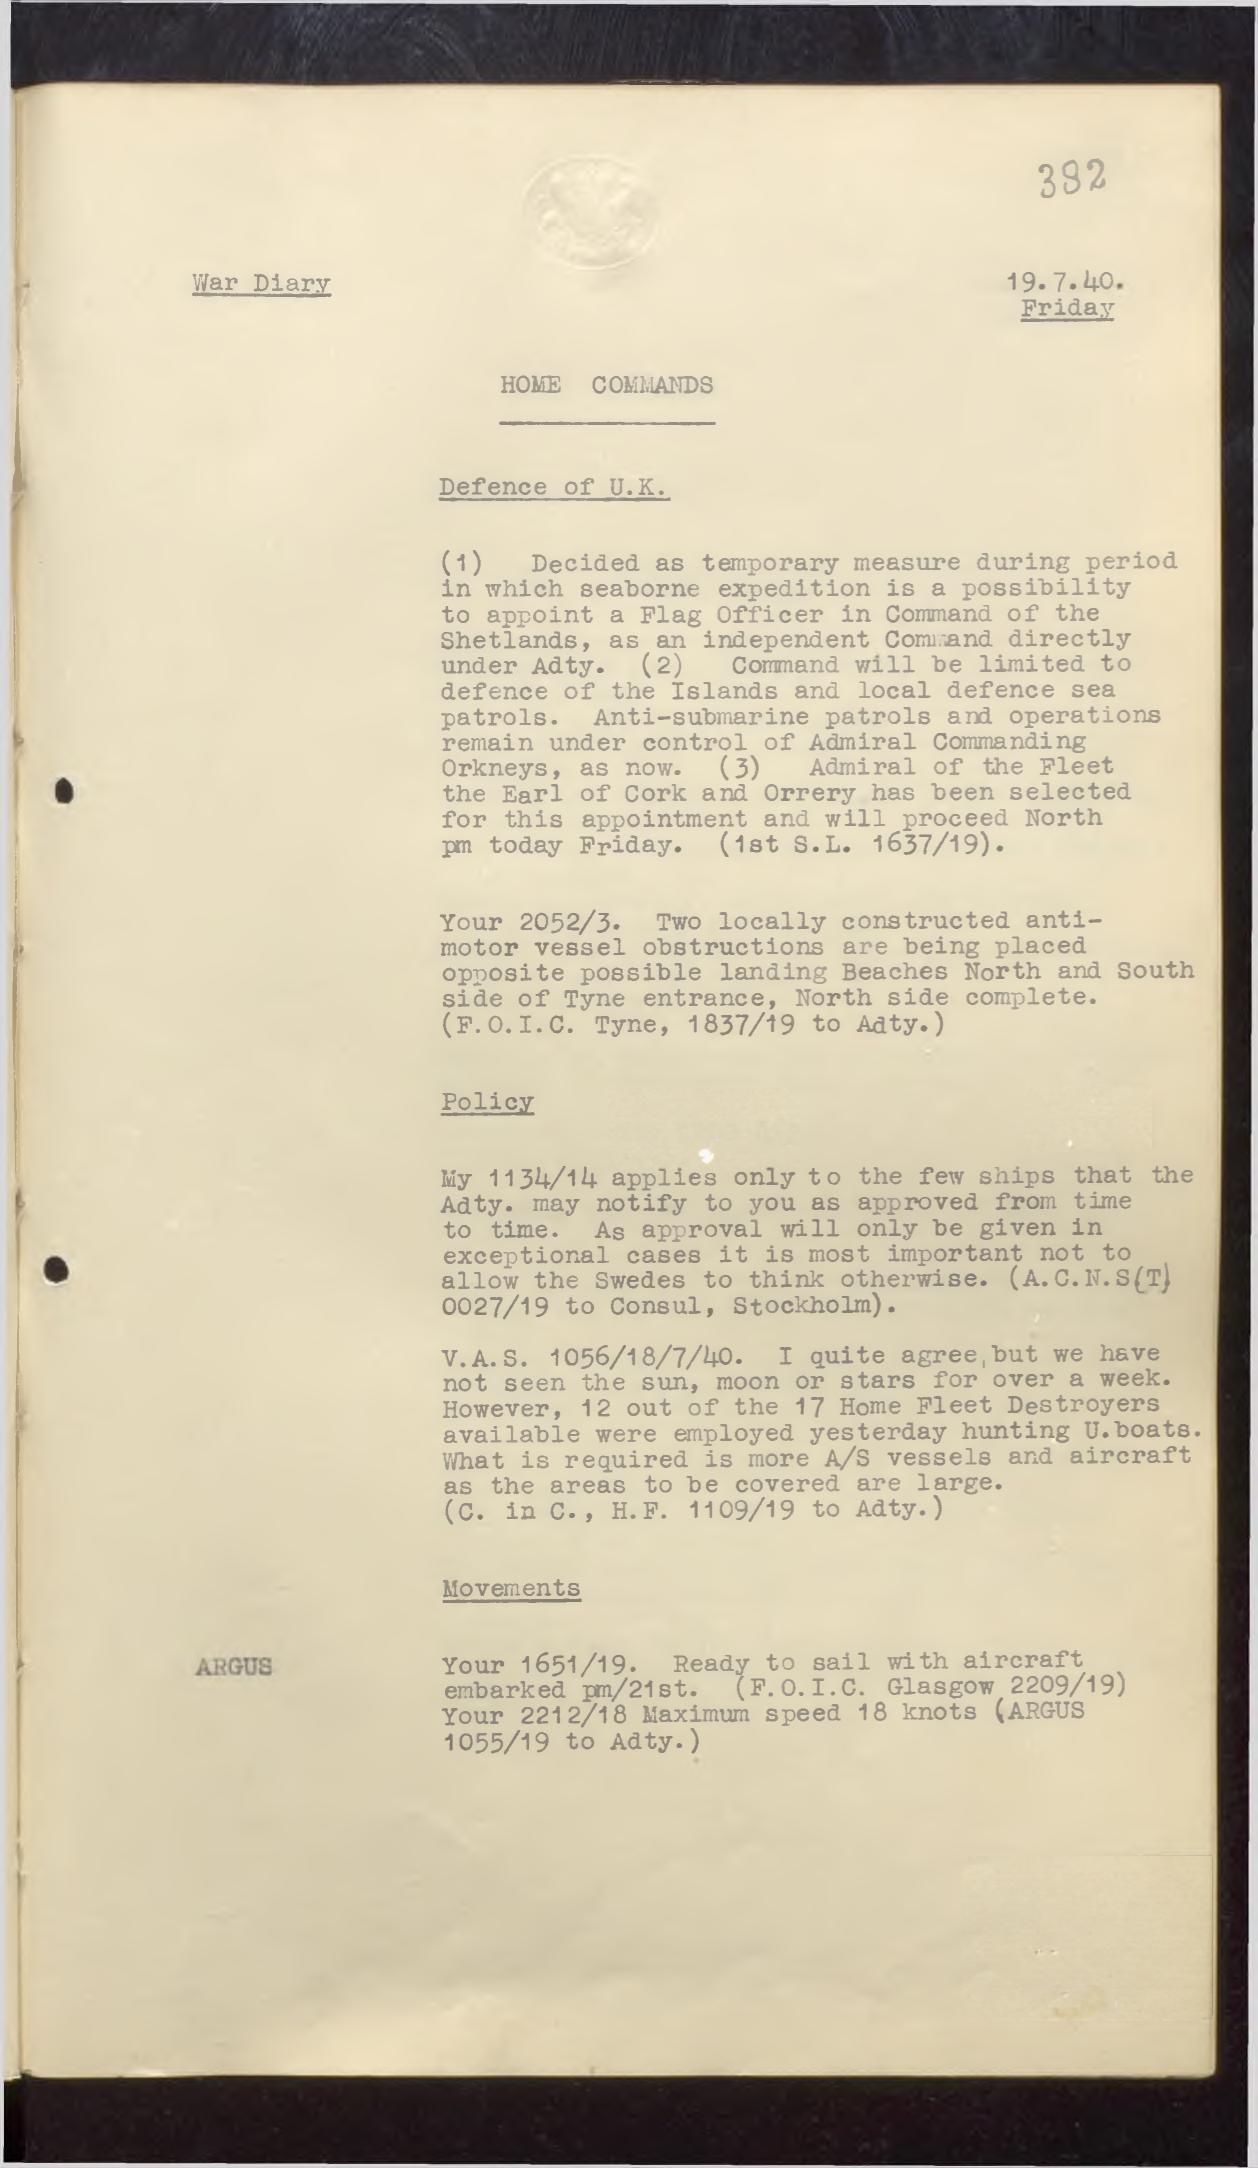 382
War Diary
19.7.40.
Friday
HOME COMMANDS
Defence of U.K.
(1) Decided as temporary measure during period
in which seaborne expedition is a possibility
to appoint a Flag Officer in Command of the
Shetlands, as an independent Command directly
under Adty. (2) Command will be limited to
defence of the Islands and local defence sea
patrols. Anti-submarine patrols and operations
remain under control of Admiral Commanding
Orkneys, as now. (3) Admiral of the Fleet
the Earl of Cork and Orrery has been selected
for this appointment and will proceed North
pm today Friday. (1st S.L. 1637/19).
Your 2052/3. Two locally constructed anti-
motor vessel obstructions are being placed
opposite possible landing Beaches North and South
side of Tyne entrance, North side complete.
(F.O.I.C. Tyne, 1837/19 to Adty.)
Policy
My 1134/14 applies only to the few ships that the
Adty. may notify to you as approved from time
to time. As approval will only be given in
exceptional cases it is most important not to
allow the Swedes to think otherwise. (A.C.N.S(T)
0027/19 to Consul, Stockholm).
V.A.S. 1056/18/7/40. I quite agree, but we have
not seen the sun, moon or stars for over a week.
However, 12 out of the 17 Home Fleet Destroyers
available were employed yesterday hunting U.boats.
What is required is more A/S vessels and aircraft
as the areas to be covered are large.
(C. in C., H.F. 1109/19 to Adty.)
Movements
ARGUS
Your 1651/19. Ready to sail with aircraft
embarked pm/21st. (F.O.I.C. Glasgow 2209/19)
Your 2212/18 Maximum speed 18 knots (ARGUS
1055/19 to Adty.)